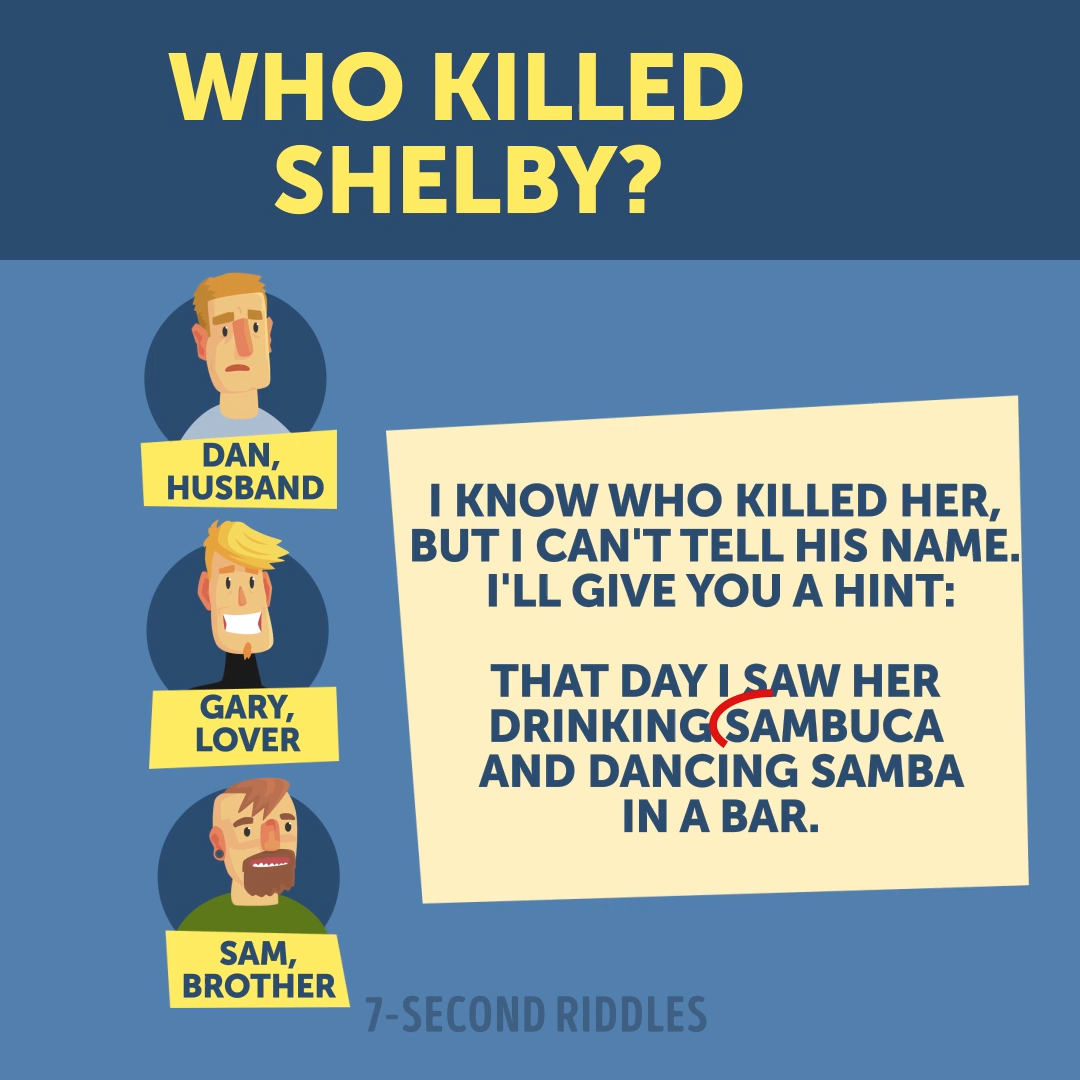 WHO KILLED
SHELBY?
DAN,
HUSBAND
GARY,
LOVER
SAM,
BROTHER
I KNOW WHO KILLED HER,
BUT I CAN'T TELL HIS NAME.
I'LL GIVE YOU A HINT:
THAT DAY I SAW HER
DRINKING SAMBUCA
AND DANCING SAMBA
IN A BAR.
7-SECOND RIDDLES